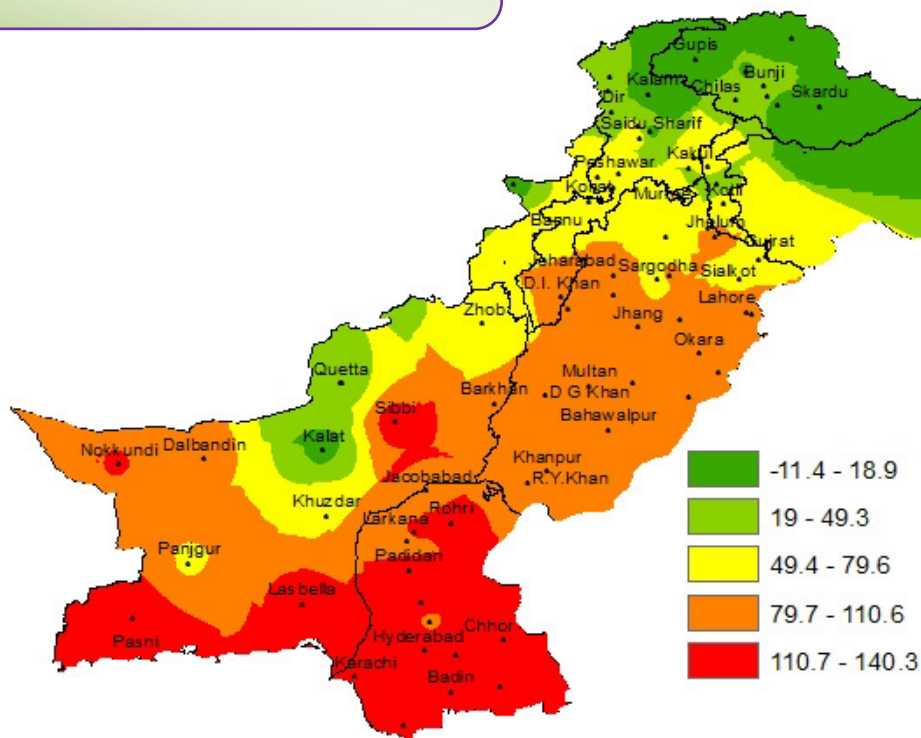 Gupis
Kalam
Chilas
Bunji
Skardu
Dir
Saidu Sharif
Peshawar
Kakul
Kohat
Murree
Kotli
Bannu
Jhelum
Gujrat
Joharabad
Sargodha
Sialkot
D.I. Khan
Lahore
Zhob
Jhang
Okara
Quetta
Multan
Barkhan
D G Khan
Sibbi
Bahawalpur
Kalat
Nokkundi
Dalbandin
Khanpur
Jacobabad
R.Y.Khan
Khuzdar
Rohri
Larkana
Panjgur
Padidan
Lasbella
Pasni
Hyderabad
Chhor
Karachi
Badin
-11.4 - 18.9
19 - 49.3
49.4 - 79.6
79.7 - 110.6
110.7 - 140.3